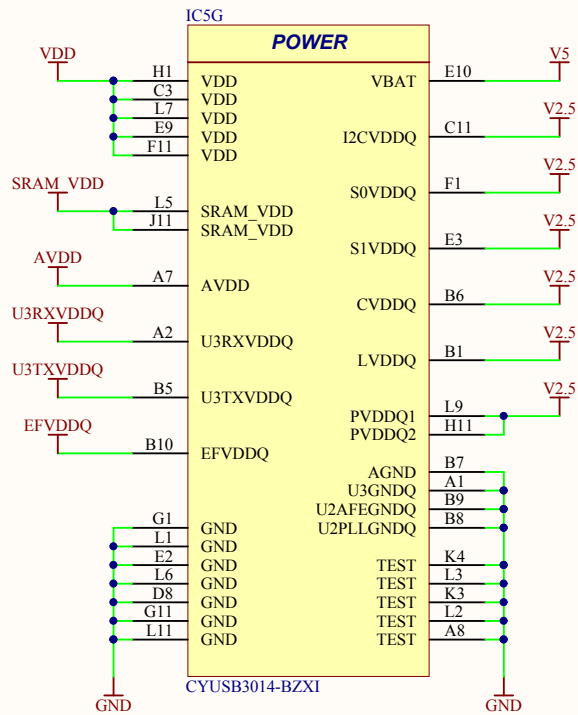 IC5G
POWER
VDD
H1 VDD
C3 VDD
L7 VDD
E9 VDD
F11 VDD
SRAM_VDD
L5 SRAM_VDD
J11 SRAM_VDD
AVDD
A7 AVDD
U3RXVDDQ
A2 U3RXVDDQ
U3TXVDDQ
B5 U3TXVDDQ
EFVDDQ
B10 EFVDDQ
G1 GND
L1 GND
E2 GND
L6 GND
D8 GND
G11 GND
L11 GND
GND
V5
VBAT E10
V2.5
I2CVDDQ C11
V2.5
S0VDDQ F1
V2.5
S1VDDQ E3
V2.5
CVDDQ B6
V2.5
LVDDQ B1
V2.5
PVDDQ1 L9
PVDDQ2 H11
AGND B7
U3GNDQ A1
U2AFEGNDQ B9
U2PLLGNDQ B8
TEST K4
TEST L3
TEST K3
TEST L2
TEST A8
GND
CYUSB3014-BZXI